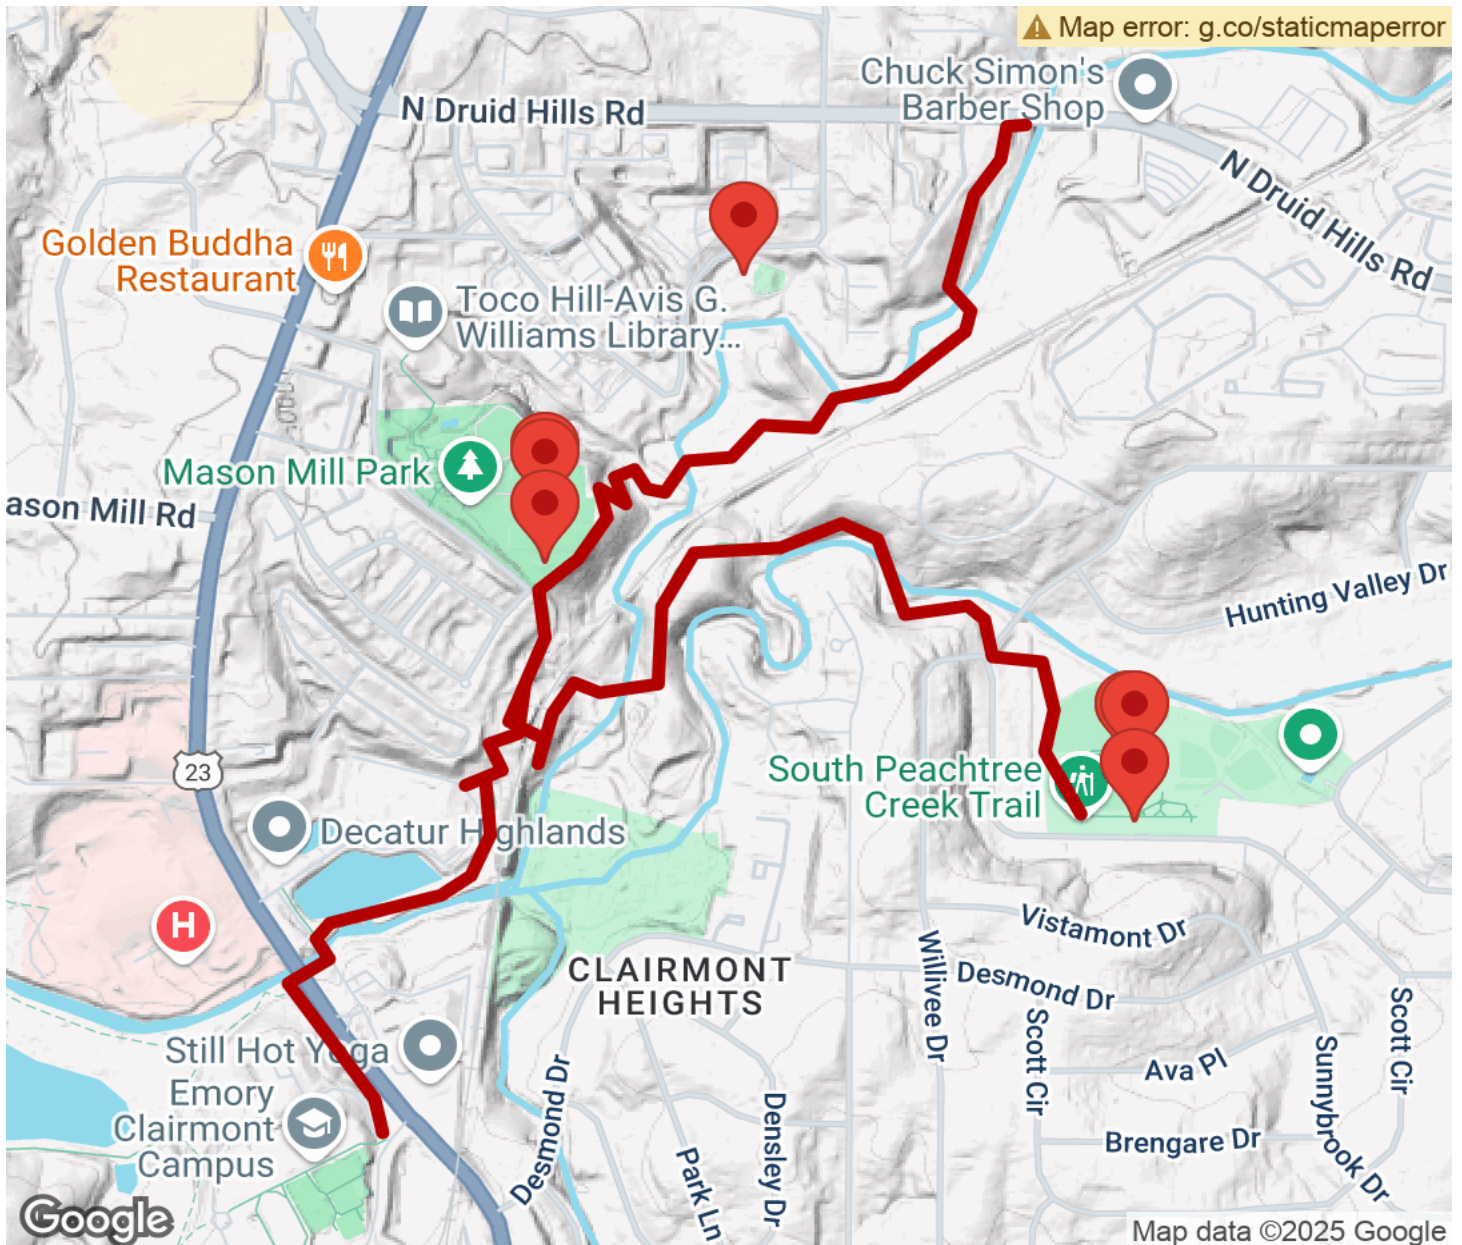 Map error: g.co/staticmaperror
Chuck Simon's
Barber Shop
N Druid Hills Rd
N Druid Hills Rd
Golden Buddha
Restaurant
Toco Hill-Avis G.
Williams Library...
Mason Mill Park
ason Mill Rd
Hunting Valley Dr
23
South Peachtree
Creek Trail
Decatur Highlands
H
Vistamont Dr
CLAIRMONT
HEIGHTS
Willivee Dr
Desmond Dr
Scott Cir
Scott Cir
Still Hot Yoga
Ava Pl
Sunnybrook Dr
Emory
Clairmont
Campus
Desmond Dr
Densley Dr
Park Ln
Brengare Dr
Google
Map data ©2025 Google